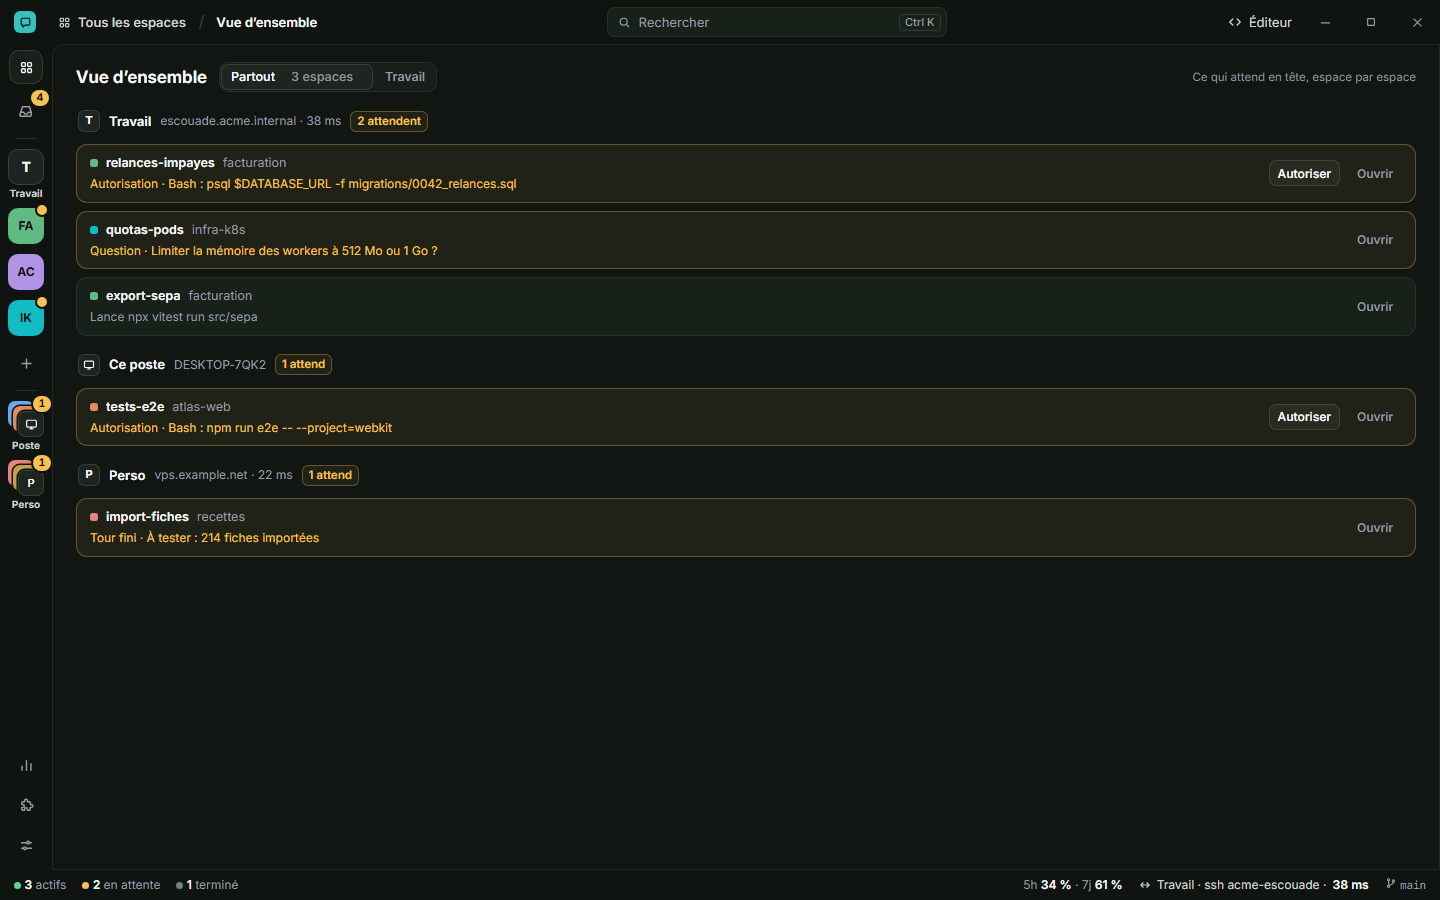 Tous les espaces / Vue d’ensemble
Rechercher Ctrl K
Éditeur
4
T
Travail
FA
AC
IK
1
Poste
1
P
Perso
Vue d’ensemble
Partout 3 espaces Travail
Ce qui attend en tête, espace par espace
T Travail escouade.acme.internal · 38 ms 2 attendent
relances-impayes facturation
Autorisation · Bash : psql $DATABASE_URL -f migrations/0042_relances.sql
Autoriser Ouvrir
quotas-pods infra-k8s
Question · Limiter la mémoire des workers à 512 Mo ou 1 Go ?
Ouvrir
export-sepa facturation
Lance npx vitest run src/sepa
Ouvrir
Ce poste DESKTOP-7QK2 1 attend
tests-e2e atlas-web
Autorisation · Bash : npm run e2e -- --project=webkit
Autoriser Ouvrir
P Perso vps.example.net · 22 ms 1 attend
import-fiches recettes
Tour fini · À tester : 214 fiches importées
Ouvrir
3 actifs 2 en attente 1 terminé
5h 34 % · 7j 61 % Travail · ssh acme-escouade · 38 ms main